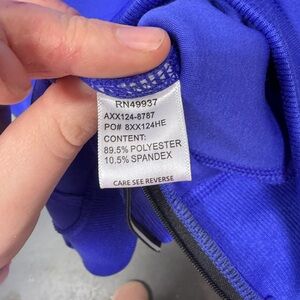 RN49937
AXX124-8787
PO# 8XX124HE
CONTENT:
89.5% POLYESTER
10.5% SPANDEX
CARE SEE REVERSE